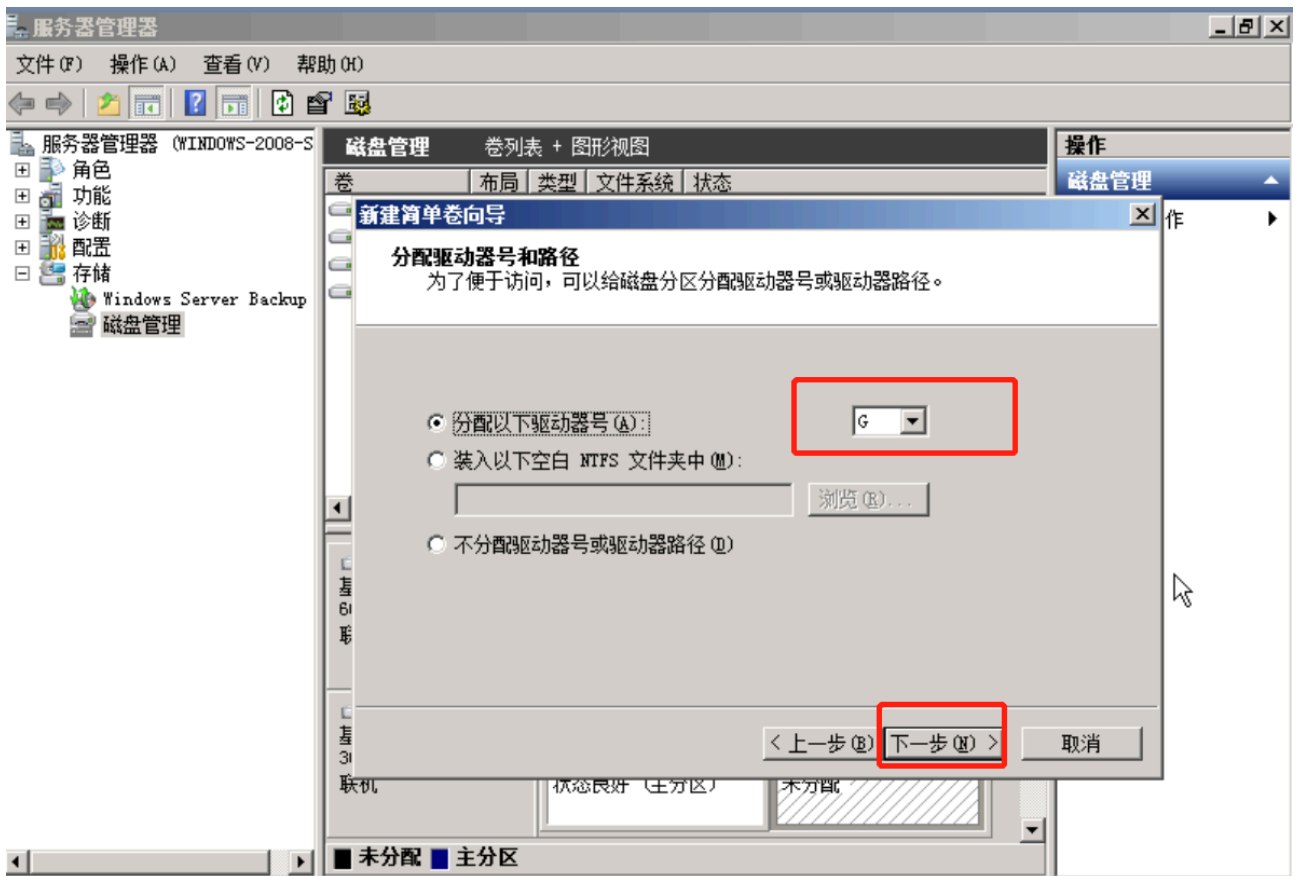 服务器管理器
文件(F) 操作(A) 查看(V) 帮助(H)
服务器管理器 (WINDOWS-2008-S
角色
功能
诊断
配置
存储
Windows Server Backup
磁盘管理
磁盘管理 卷列表 + 图形视图
卷 布局 类型 文件系统 状态
操作
磁盘管理
作
新建简单卷向导
分配驱动器号和路径
为了便于访问，可以给磁盘分区分配驱动器号或驱动器路径。
分配以下驱动器号(A): G
装入以下空白 NTFS 文件夹中(M):
浏览(R)...
不分配驱动器号或驱动器路径(D)
< 上一步(B) 下一步(N) > 取消
基
联机 状态良好 (主分区) 未分配
未分配 主分区